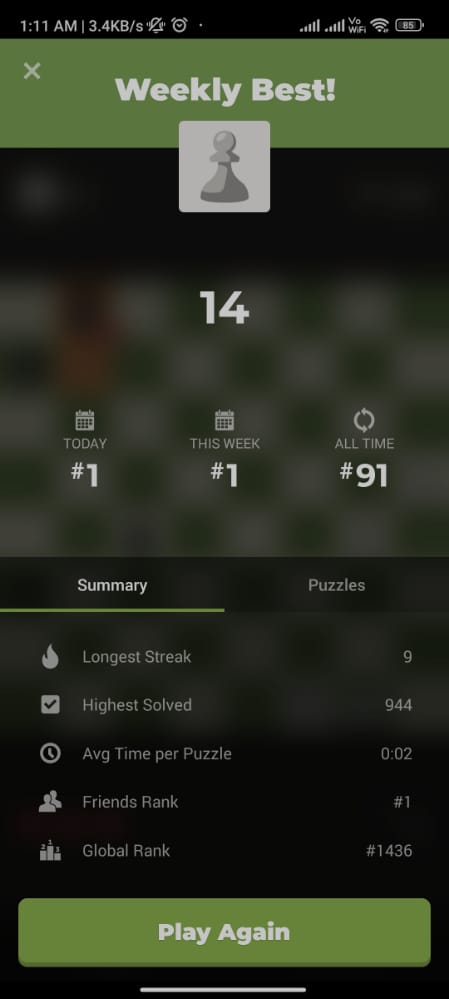 1:11 AM | 3.4KB/s
Vo
WiFi
85
Weekly Best!
14
TODAY
THIS WEEK
ALL TIME
#1
#1
#91
Summary
Puzzles
Longest Streak
9
Highest Solved
944
Avg Time per Puzzle
0:02
Friends Rank
#1
Global Rank
#1436
Play Again